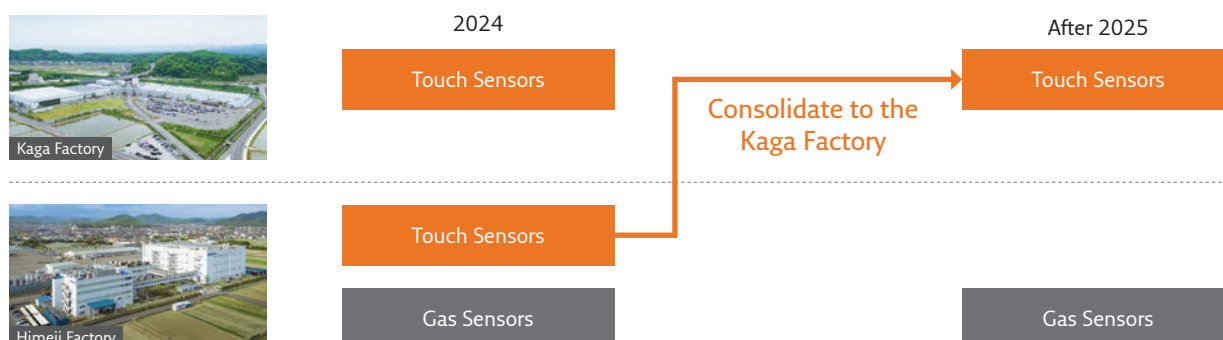 2024
After 2025
Touch Sensors
Touch Sensors
Consolidate to the
Kaga Factory
Kaga Factory
Touch Sensors
Gas Sensors
Gas Sensors
Himeji Factory